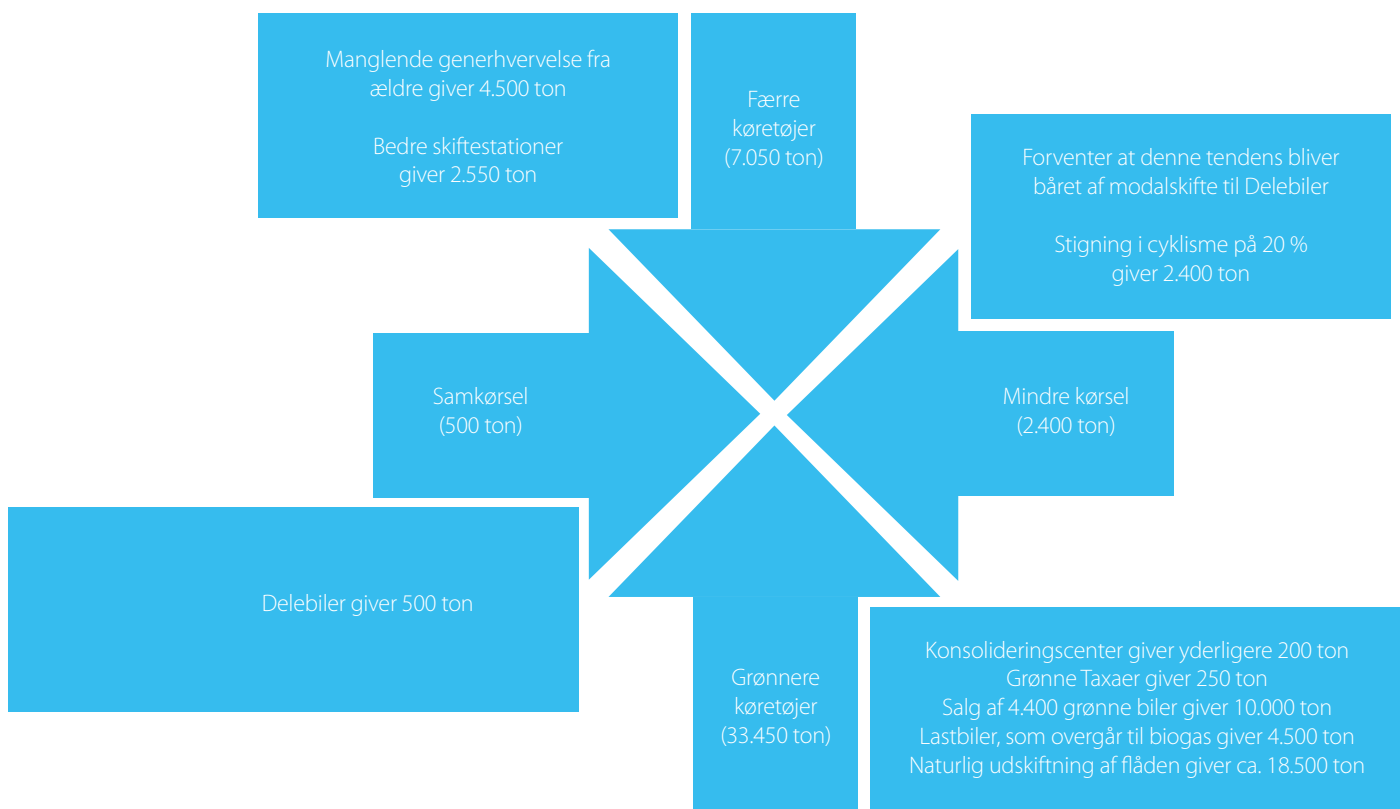 Manglende generhvervelse fra
ældre giver 4.500 ton
Bedre skiftestationer
giver 2.550 ton
Færre
køretøjer
(7.050 ton)
Forventer at denne tendens bliver
båret af modalskifte til Delebiler
Stigning i cyklisme på 20 %
giver 2.400 ton
Samkørsel
(500 ton)
Mindre kørsel
(2.400 ton)
Delebiler giver 500 ton
Grønnere
køretøjer
(33.450 ton)
Konsolideringscenter giver yderligere 200 ton
Grønne Taxaer giver 250 ton
Salg af 4.400 grønne biler giver 10.000 ton
Lastbiler, som overgår til biogas giver 4.500 ton
Naturlig udskiftning af flåden giver ca. 18.500 ton